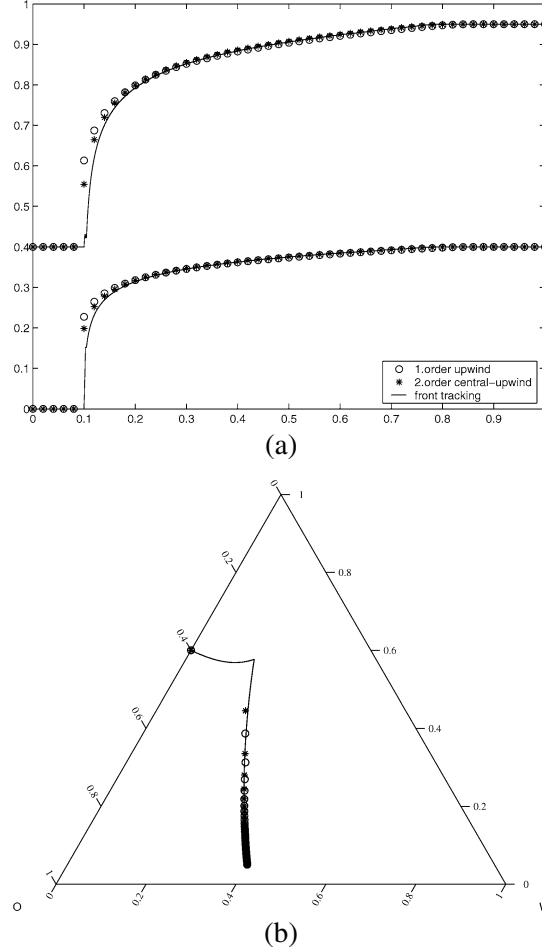 1
0.9
0.8
0.7
0.6
0.5
0.4
0.3
0.2
0.1
0
○ 1.order upwind
* 2.order central-upwind
— front tracking
0 0.1 0.2 0.3 0.4 0.5 0.6 0.7 0.8 0.9
(a)
0 1
0.2 0.8
0.4 0.6
0.6 0.4
0.8 0.2
1 0
0 0.2 0.4 0.6 0.8 1
O
(b)